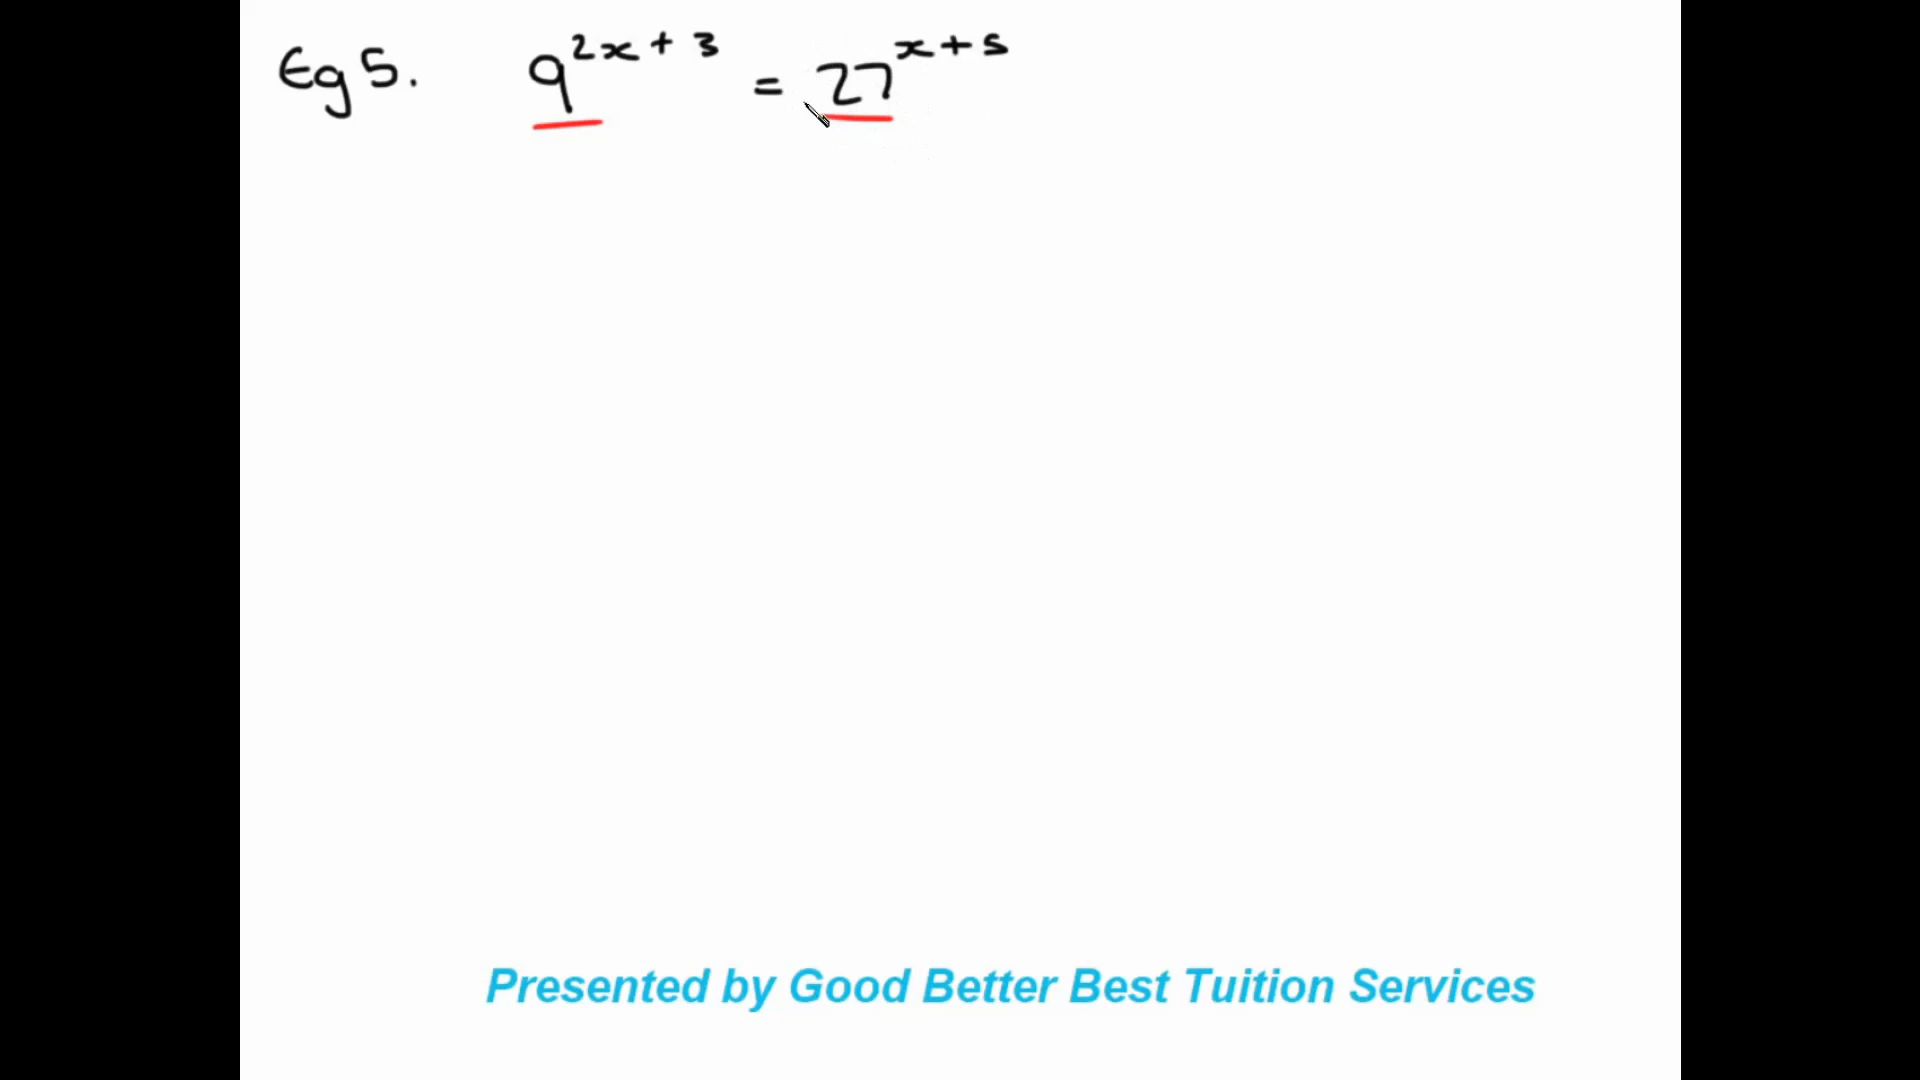 Eg 5. 9^{2x+3} = 27^{x+5}
Presented by Good Better Best Tuition Services